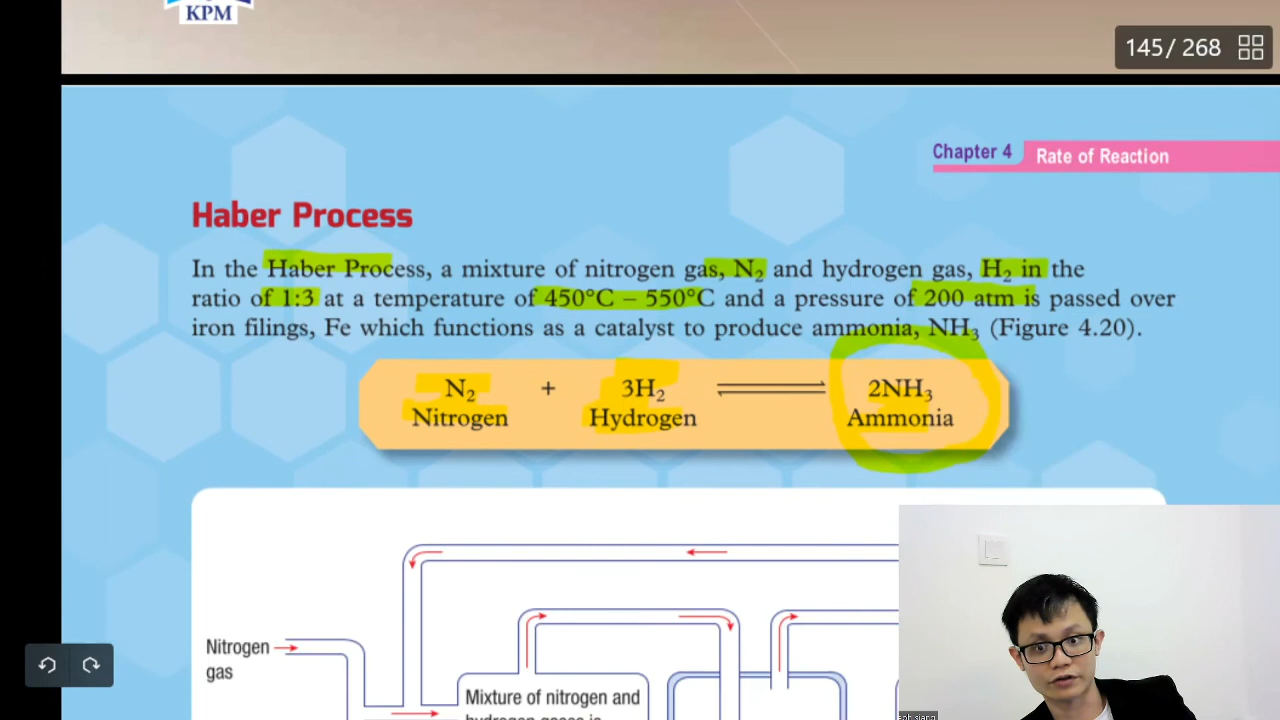 KPM
145/ 268
Chapter 4 Rate of Reaction
Haber Process
In the Haber Process, a mixture of nitrogen gas, N₂ and hydrogen gas, H₂ in the
ratio of 1:3 at a temperature of 450°C – 550°C and a pressure of 200 atm is passed over
iron filings, Fe which functions as a catalyst to produce ammonia, NH₃ (Figure 4.20).
N₂ + 3H₂ ⇌ 2NH₃
Nitrogen Hydrogen Ammonia
Nitrogen
gas
Mixture of nitrogen and
hydrogen gases is